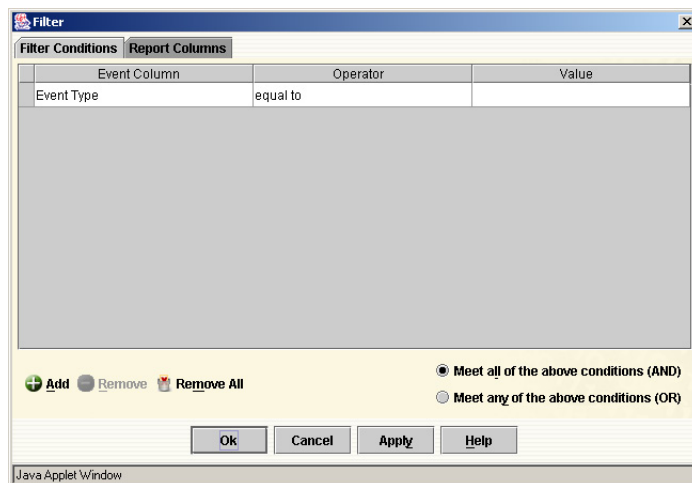 Filter
Filter Conditions Report Columns
Event Column Operator Value
Event Type equal to
Add Remove Remove All
Meet all of the above conditions (AND)
Meet any of the above conditions (OR)
Ok Cancel Apply Help
Java Applet Window